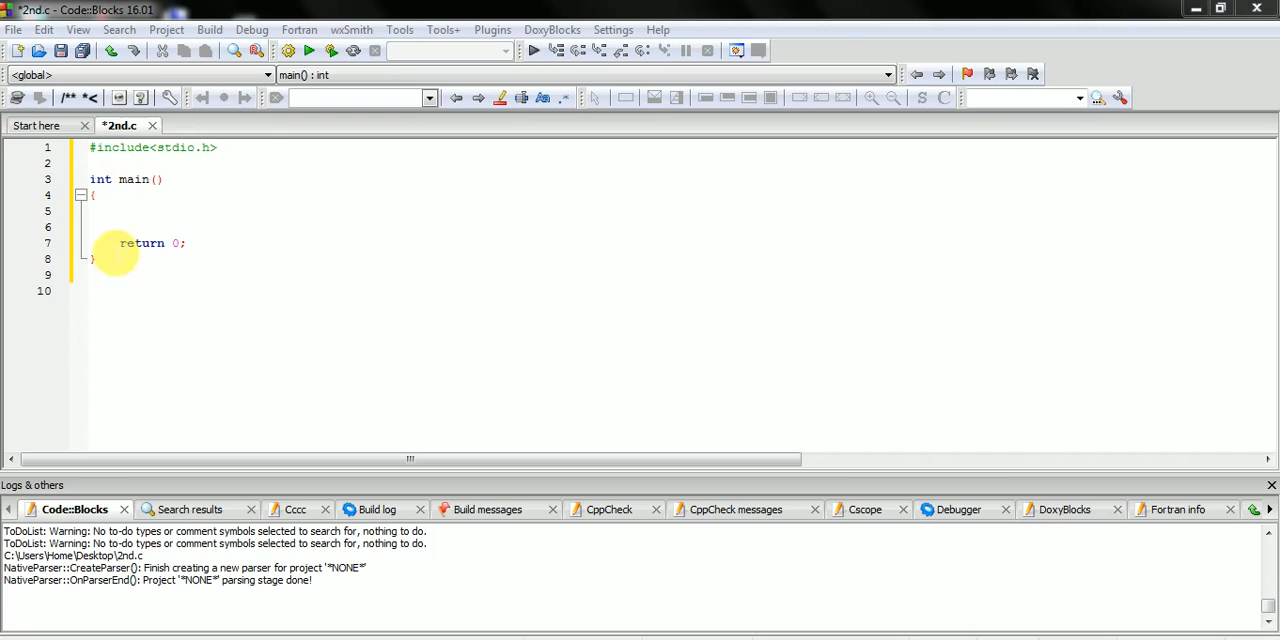 *2nd.c - Code::Blocks 16.01
File Edit View Search Project Build Debug Fortran wxSmith Tools Tools+ Plugins DoxyBlocks Settings Help
/** *<
S C
<global> main() : int
Start here *2nd.c
1 #include<stdio.h>
2
3 int main()
4 {
5
6
7 return 0;
8 }
9
10
Logs & others
Code::Blocks Search results Cccc Build log Build messages CppCheck CppCheck messages Cscope Debugger DoxyBlocks Fortran info
ToDoList: Warning: No to-do types or comment symbols selected to search for, nothing to do.
ToDoList: Warning: No to-do types or comment symbols selected to search for, nothing to do.
C:\Users\Home\Desktop\2nd.c
NativeParser::CreateParser(): Finish creating a new parser for project '*NONE*'
NativeParser::OnParserEnd(): Project '*NONE*' parsing stage done!